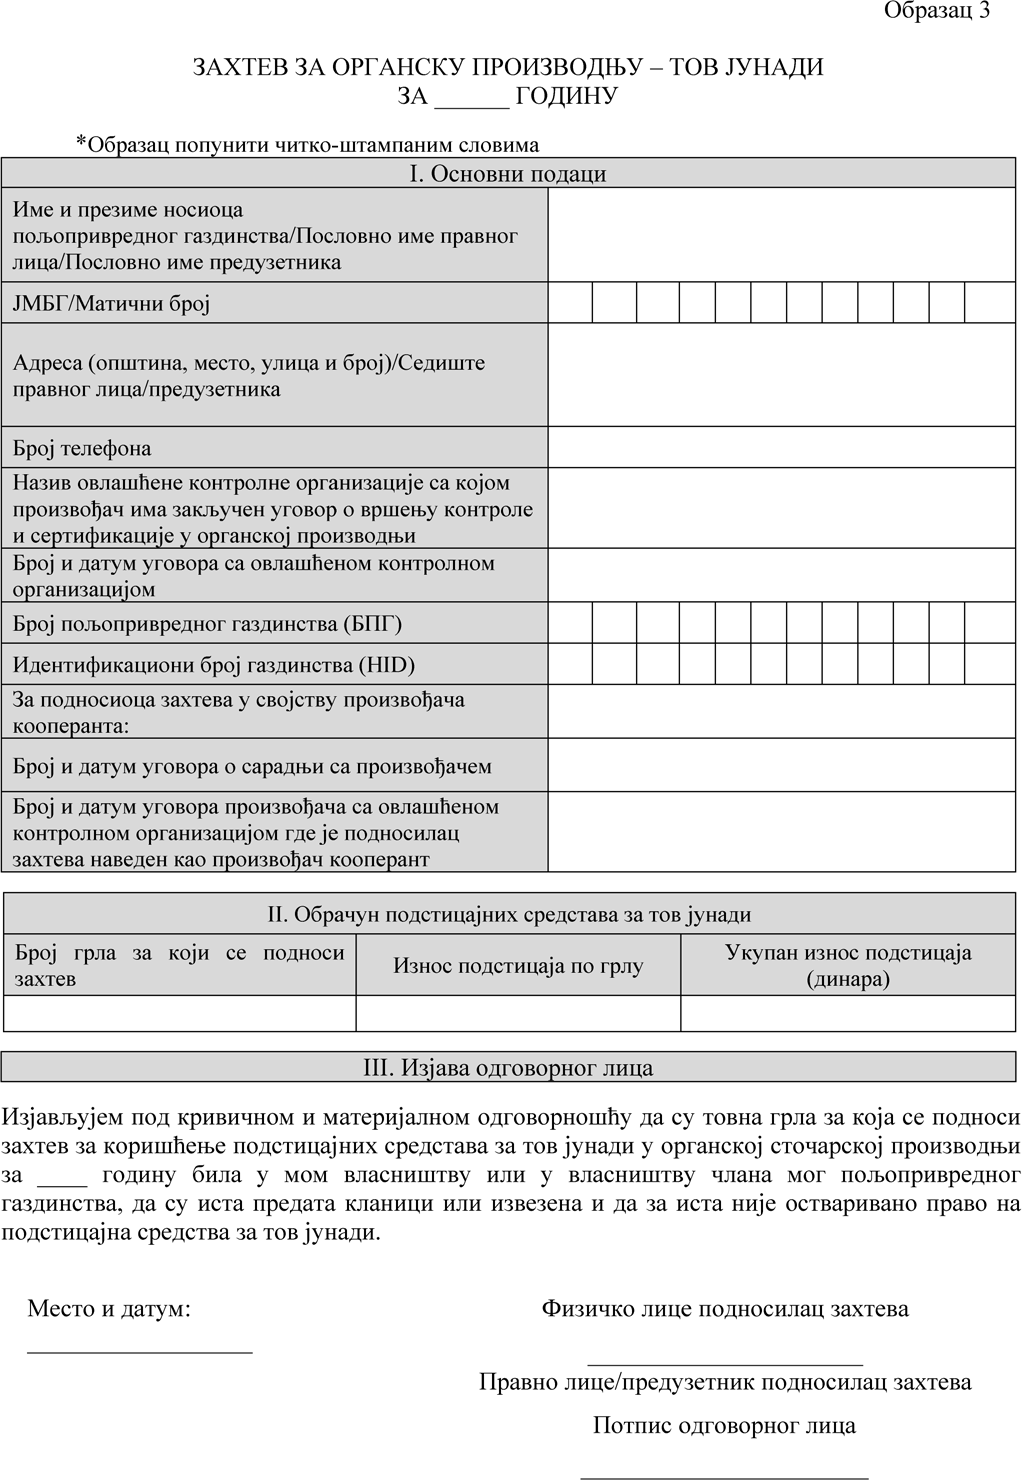 Образац 3
ЗАХТЕВ ЗА ОРГАНСКУ ПРОИЗВОДЊУ – ТОВ ЈУНАДИ
ЗА ______ ГОДИНУ
*Образац попунити читко-штампаним словима
I. Основни подаци
Име и презиме носиоца
пољопривредног газдинства/Пословно име правног
лица/Пословно име предузетника
ЈМБГ/Матични број
Адреса (општина, место, улица и број)/Седиште
правног лица/предузетника
Број телефона
Назив овлашћене контролне организације са којом
произвођач има закључен уговор о вршењу контроле
и сертификације у органској производњи
Број и датум уговора са овлашћеном контролном
организацијом
Број пољопривредног газдинства (БПГ)
Идентификациони број газдинства (HID)
За подносиоца захтева у својству произвођача
кооперанта:
Број и датум уговора о сарадњи са произвођачем
Број и датум уговора произвођача са овлашћеном
контролном организацијом где је подносилац
захтева наведен као произвођач кооперант
II. Обрачун подстицајних средстава за тов јунади
Број грла за који се подноси
захтев
Износ подстицаја по грлу
Укупан износ подстицаја
(динара)
III. Изјава одговорног лица
Изјављујем под кривичном и материјалном одговорношћу да су товна грла за која се подноси
захтев за коришћење подстицајних средстава за тов јунади у органској сточарској производњи
за ____ годину била у мом власништву или у власништву члана мог пољопривредног
газдинства, да су иста предата кланици или извезена и да за иста није остваривано право на
подстицајна средства за тов јунади.
Место и датум:
Физичко лице подносилац захтева
__________________
______________________
Правно лице/предузетник подносилац захтева
Потпис одговорног лица
_______________________